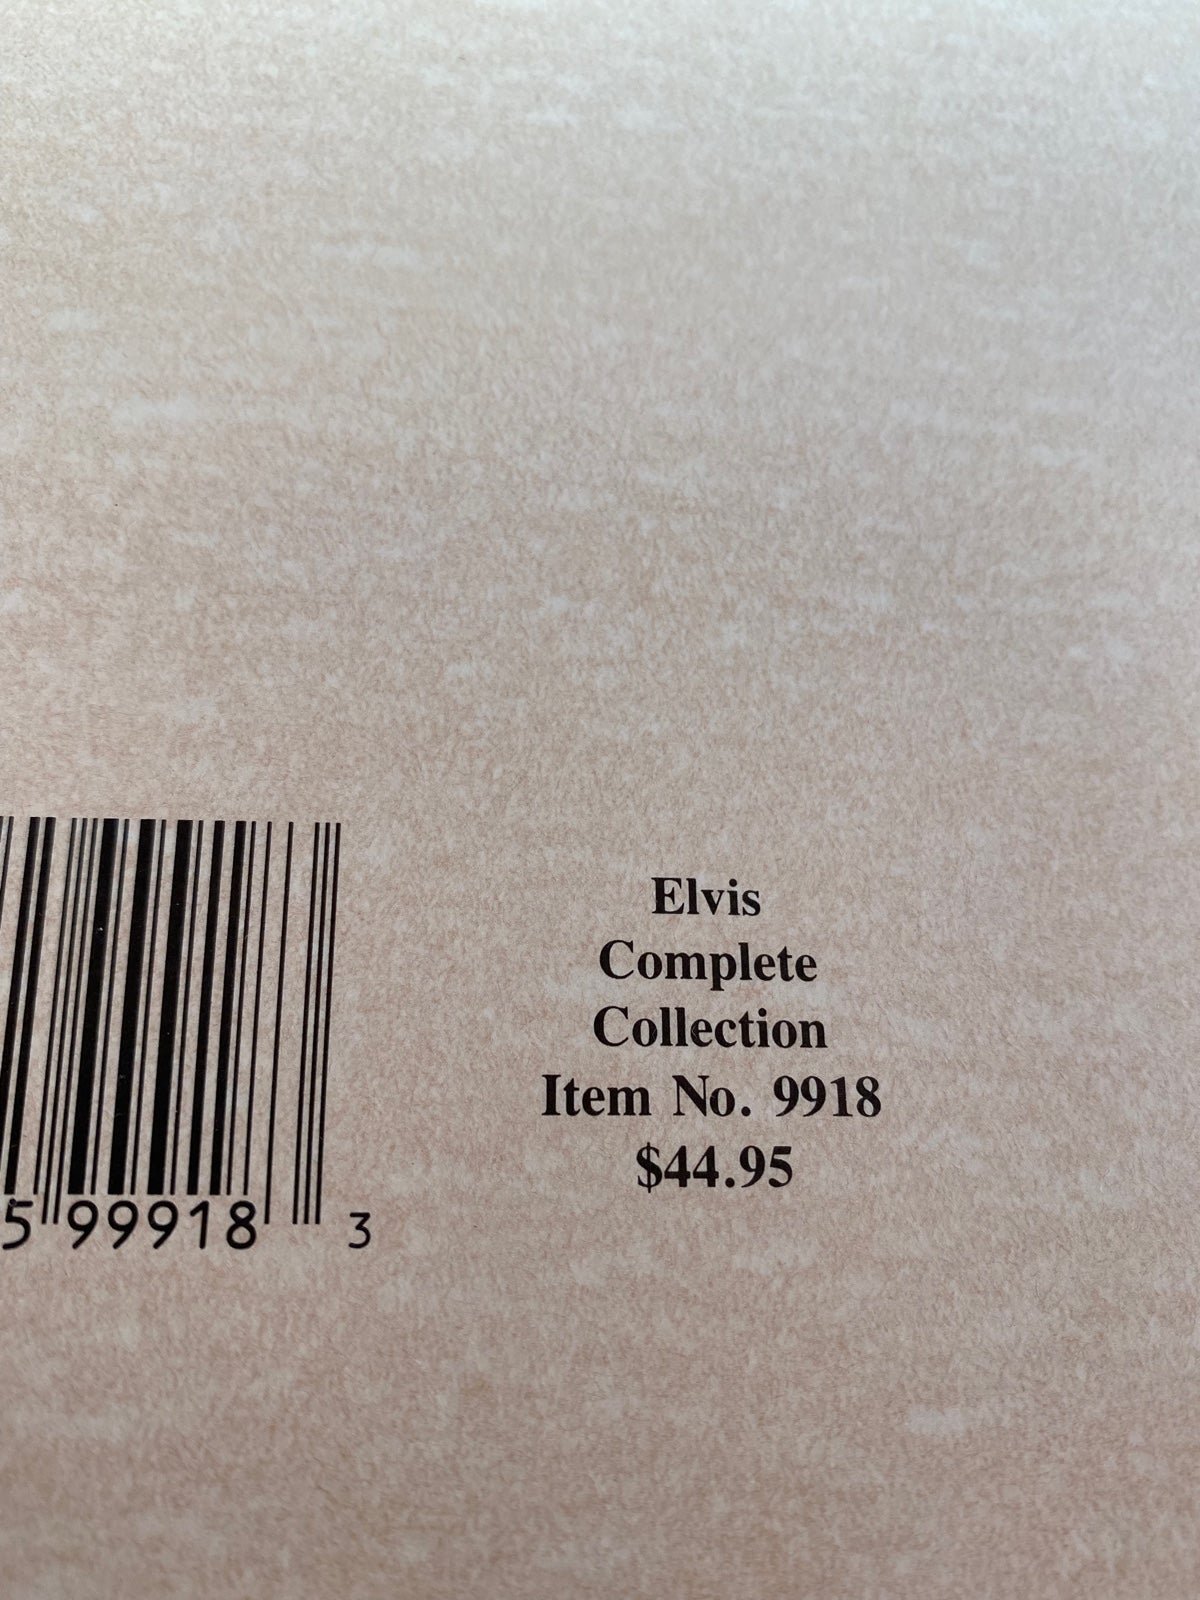 Elvis
Complete
Collection
Item No. 9918
$44.95
5 99918 3